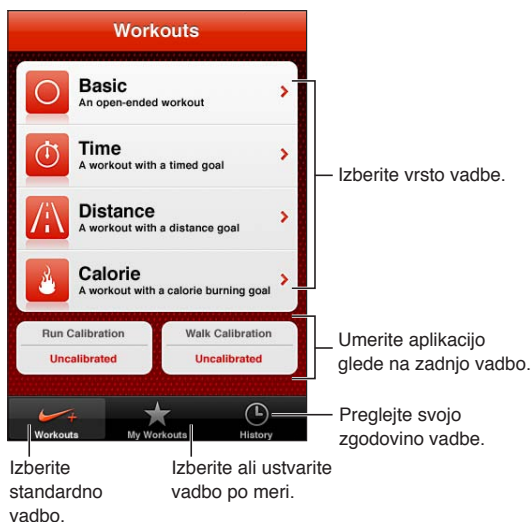 Workouts
Basic
An open-ended workout
Time
A workout with a timed goal
Distance
A workout with a distance goal
Calorie
A workout with a calorie burning goal
Izberite vrsto vadbe.
Run Calibration
Uncalibrated
Walk Calibration
Uncalibrated
Umerite aplikacijo
glede na zadnjo vadbo.
Workouts
My Workouts
History
Preglejte svojo
zgodovino vadbe.
Izberite
standardno
vadbo.
Izberite ali ustvarite
vadbo po meri.